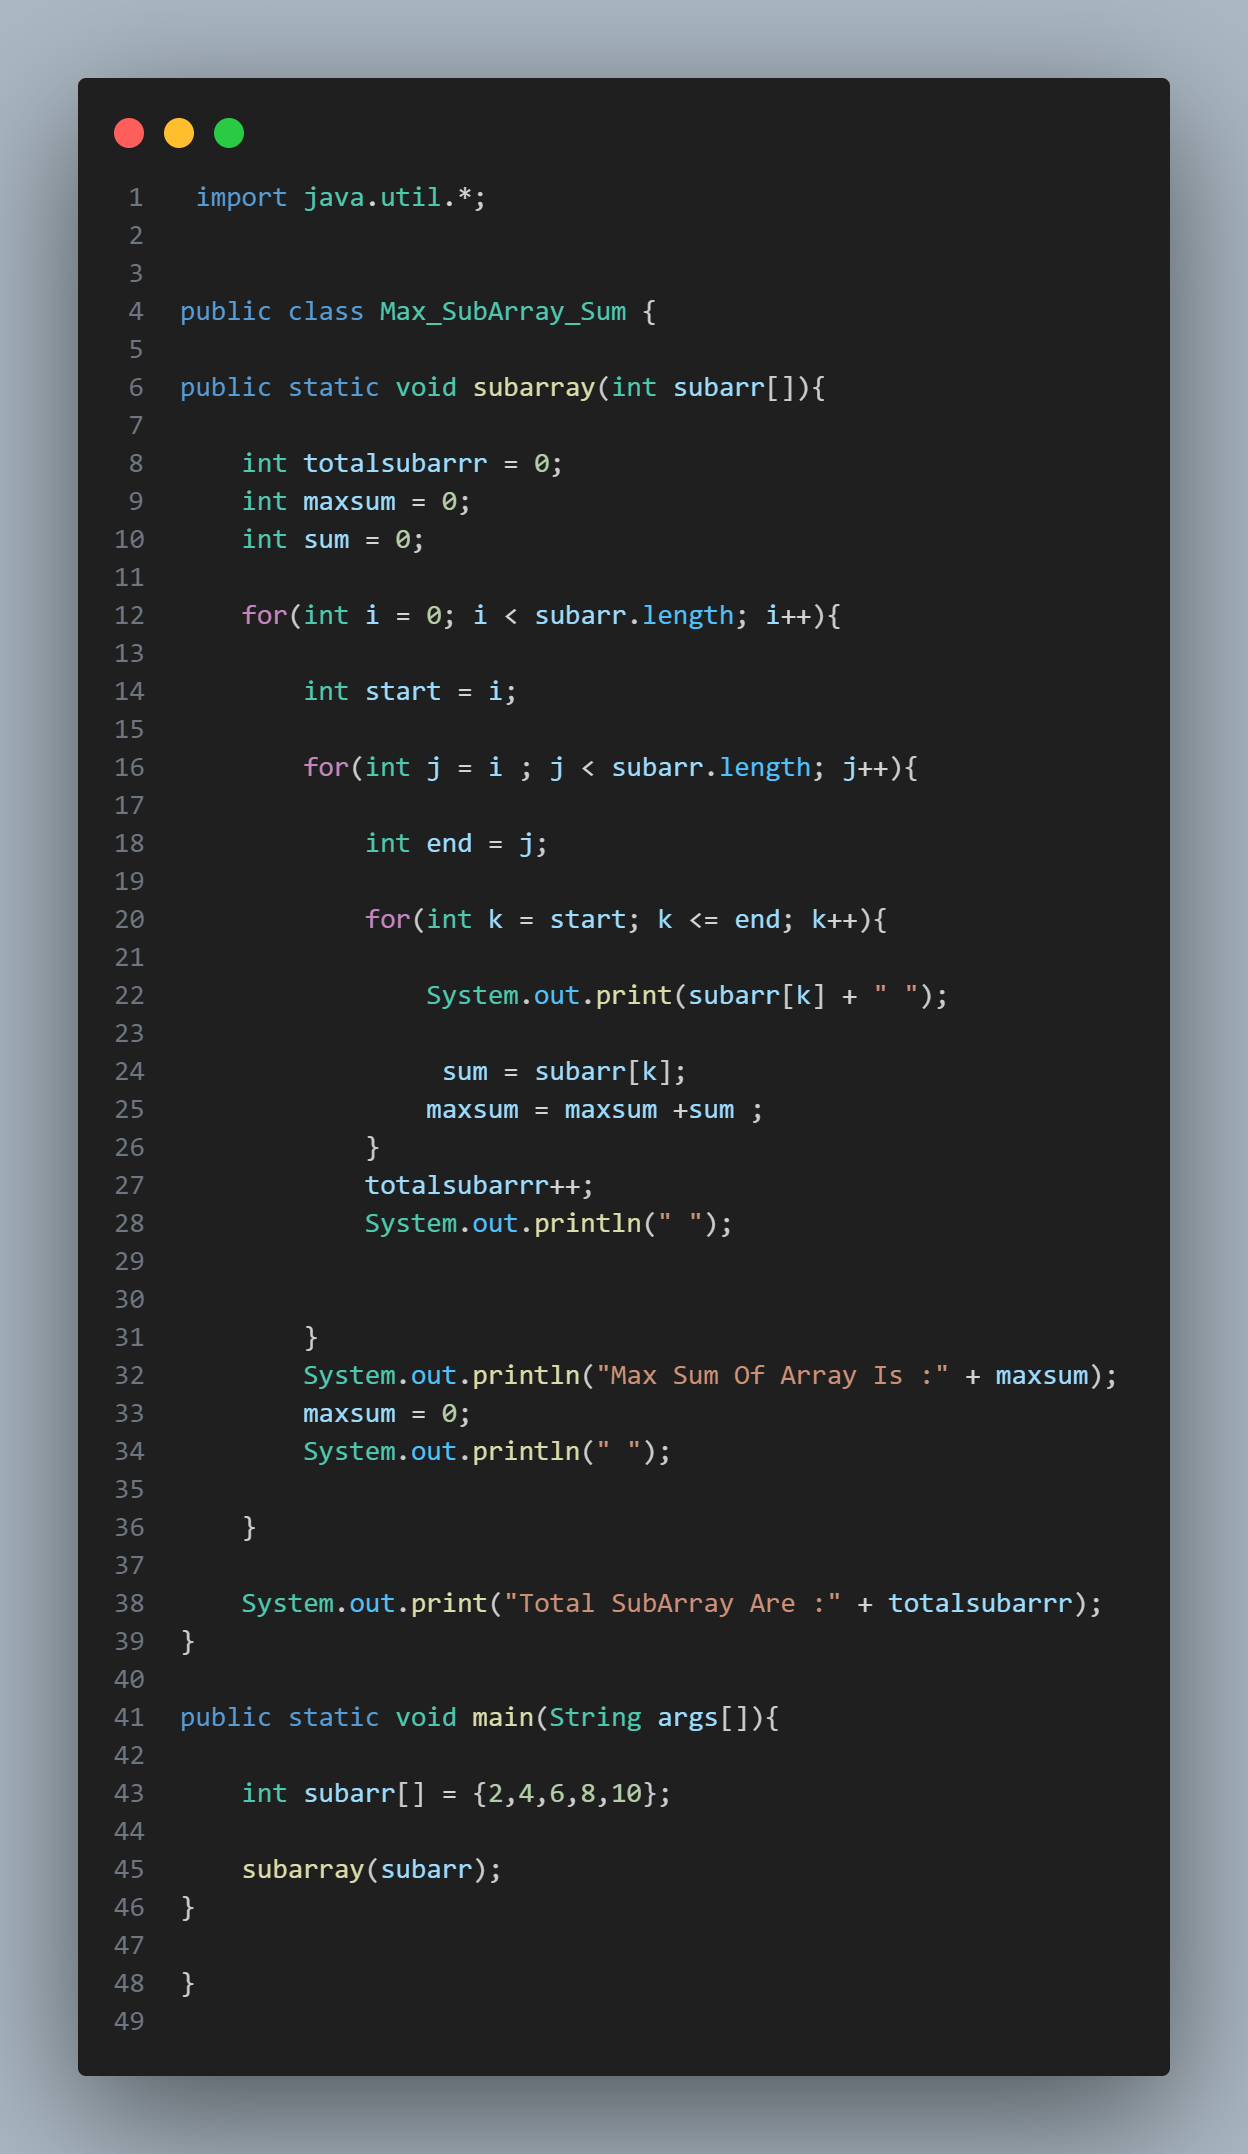 1 import java.util.*;
2
3
4 public class Max_SubArray_Sum {
5
6 public static void subarray(int subarr[]){
7
8     int totalsubarrr = 0;
9     int maxsum = 0;
10     int sum = 0;
11
12     for(int i = 0; i < subarr.length; i++){
13
14         int start = i;
15
16         for(int j = i ; j < subarr.length; j++){
17
18             int end = j;
19
20             for(int k = start; k <= end; k++){
21
22                 System.out.print(subarr[k] + " ");
23
24                  sum = subarr[k];
25                 maxsum = maxsum +sum ;
26             }
27             totalsubarrr++;
28             System.out.println(" ");
29
30
31         }
32         System.out.println("Max Sum Of Array Is :" + maxsum);
33         maxsum = 0;
34         System.out.println(" ");
35
36     }
37
38     System.out.print("Total SubArray Are :" + totalsubarrr);
39 }
40
41 public static void main(String args[]){
42
43     int subarr[] = {2,4,6,8,10};
44
45     subarray(subarr);
46 }
47
48 }
49